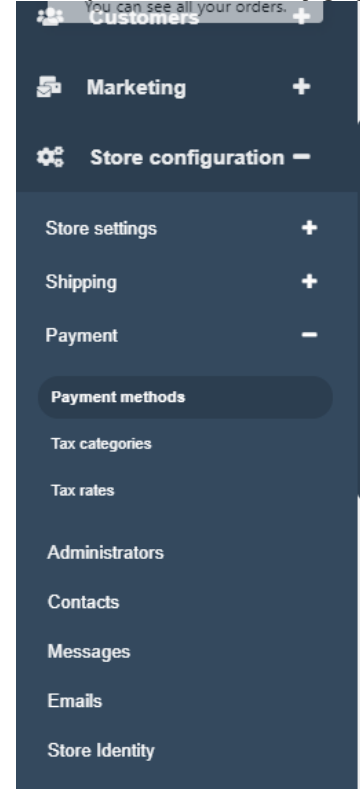 You can see all your orders.
Customers
Marketing
Store configuration
Store settings
Shipping
Payment
Payment methods
Tax categories
Tax rates
Administrators
Contacts
Messages
Emails
Store Identity